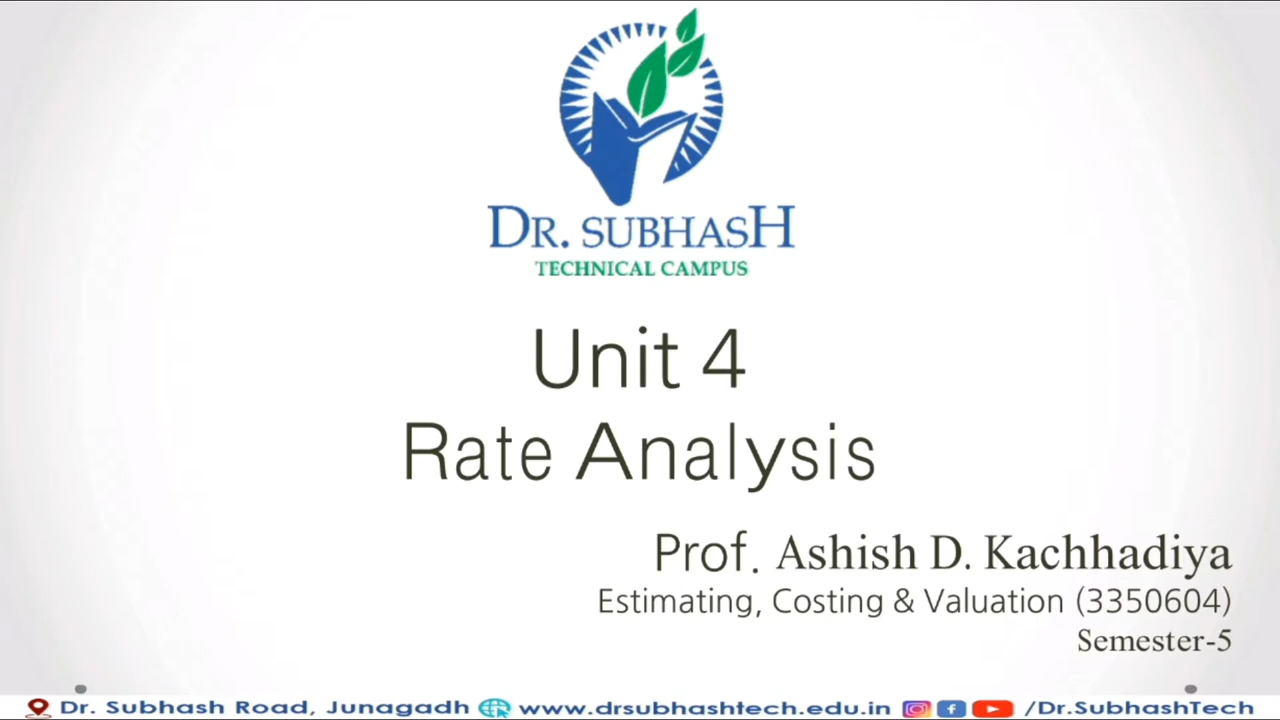 DR. SUBHASH
TECHNICAL CAMPUS
Unit 4
Rate Analysis
Prof. Ashish D. Kachhadiya
Estimating, Costing & Valuation (3350604)
Semester-5
Dr. Subhash Road, Junagadh www.drsubhashtech.edu.in /Dr.SubhashTech